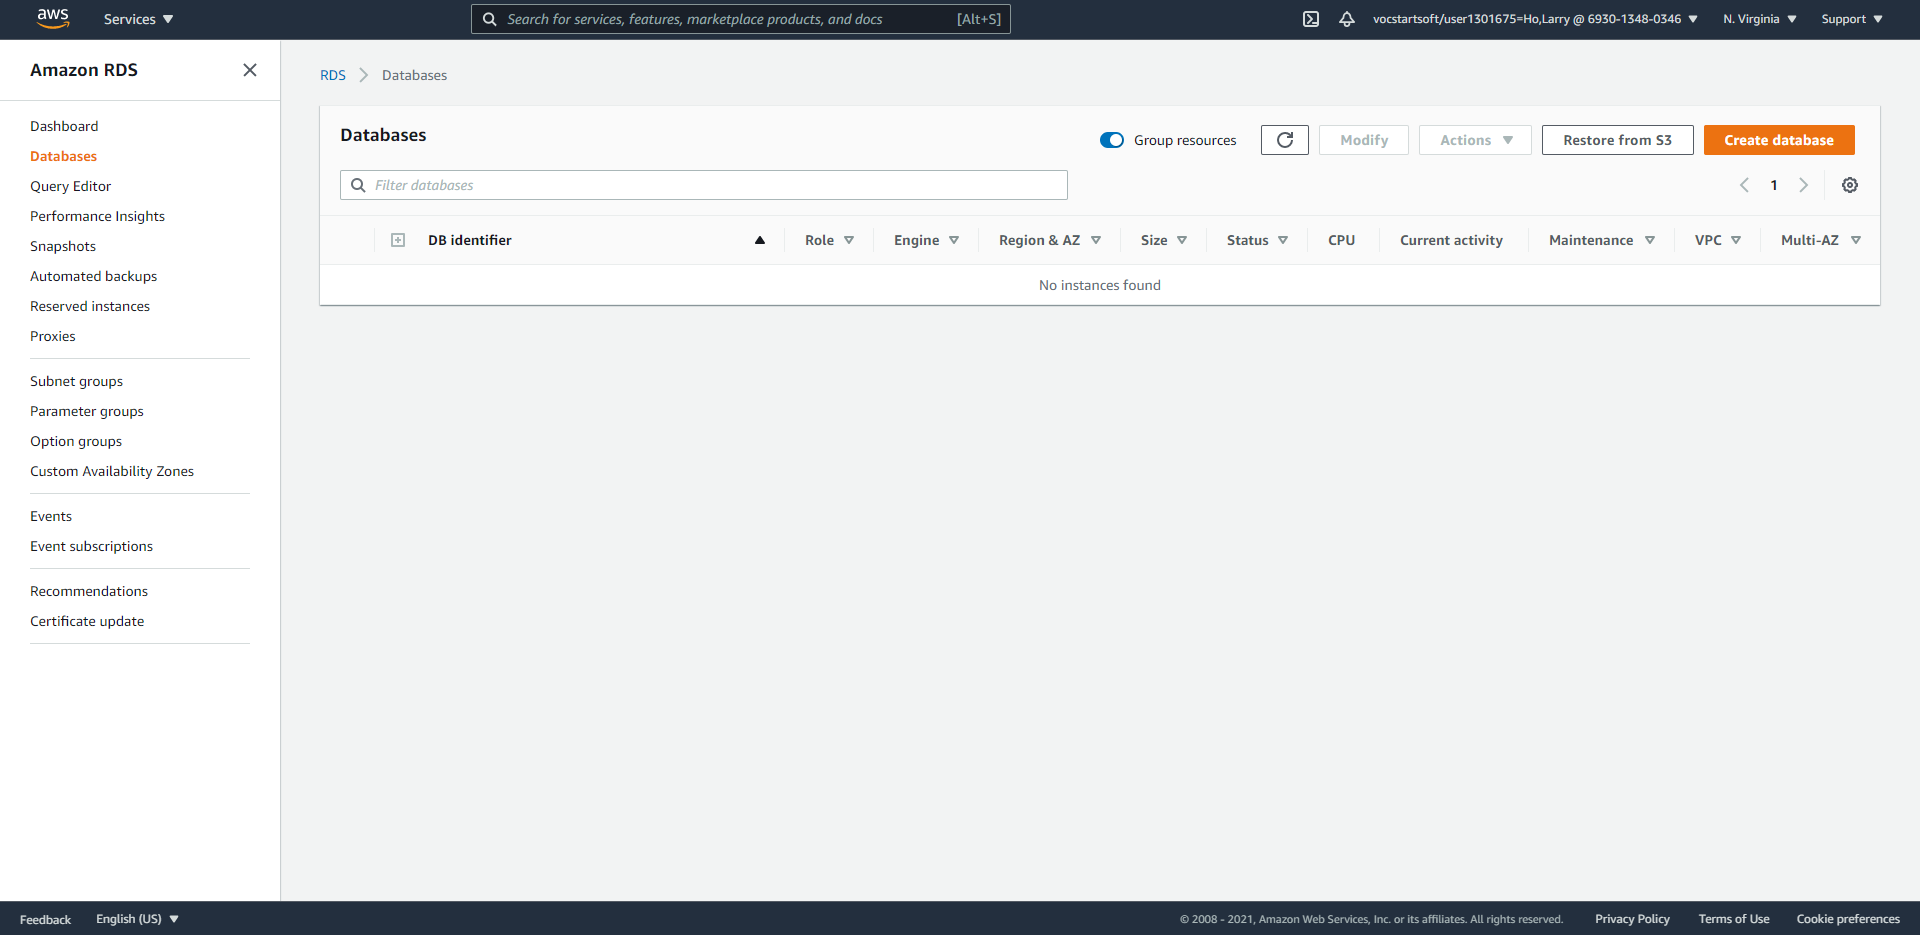 aws
Services
Search for services, features, marketplace products, and docs
[Alt+S]
vocstartsoft/user1301675=Ho,Larry @ 6930-1348-0346
N. Virginia
Support
Amazon RDS
Dashboard
Databases
Query Editor
Performance Insights
Snapshots
Automated backups
Reserved instances
Proxies
Subnet groups
Parameter groups
Option groups
Custom Availability Zones
Events
Event subscriptions
Recommendations
Certificate update
RDS
Databases
Databases
Group resources
Modify
Actions
Restore from S3
Create database
Filter databases
1
DB identifier
Role
Engine
Region & AZ
Size
Status
CPU
Current activity
Maintenance
VPC
Multi-AZ
No instances found
Feedback
English (US)
© 2008 - 2021, Amazon Web Services, Inc. or its affiliates. All rights reserved.
Privacy Policy
Terms of Use
Cookie preferences